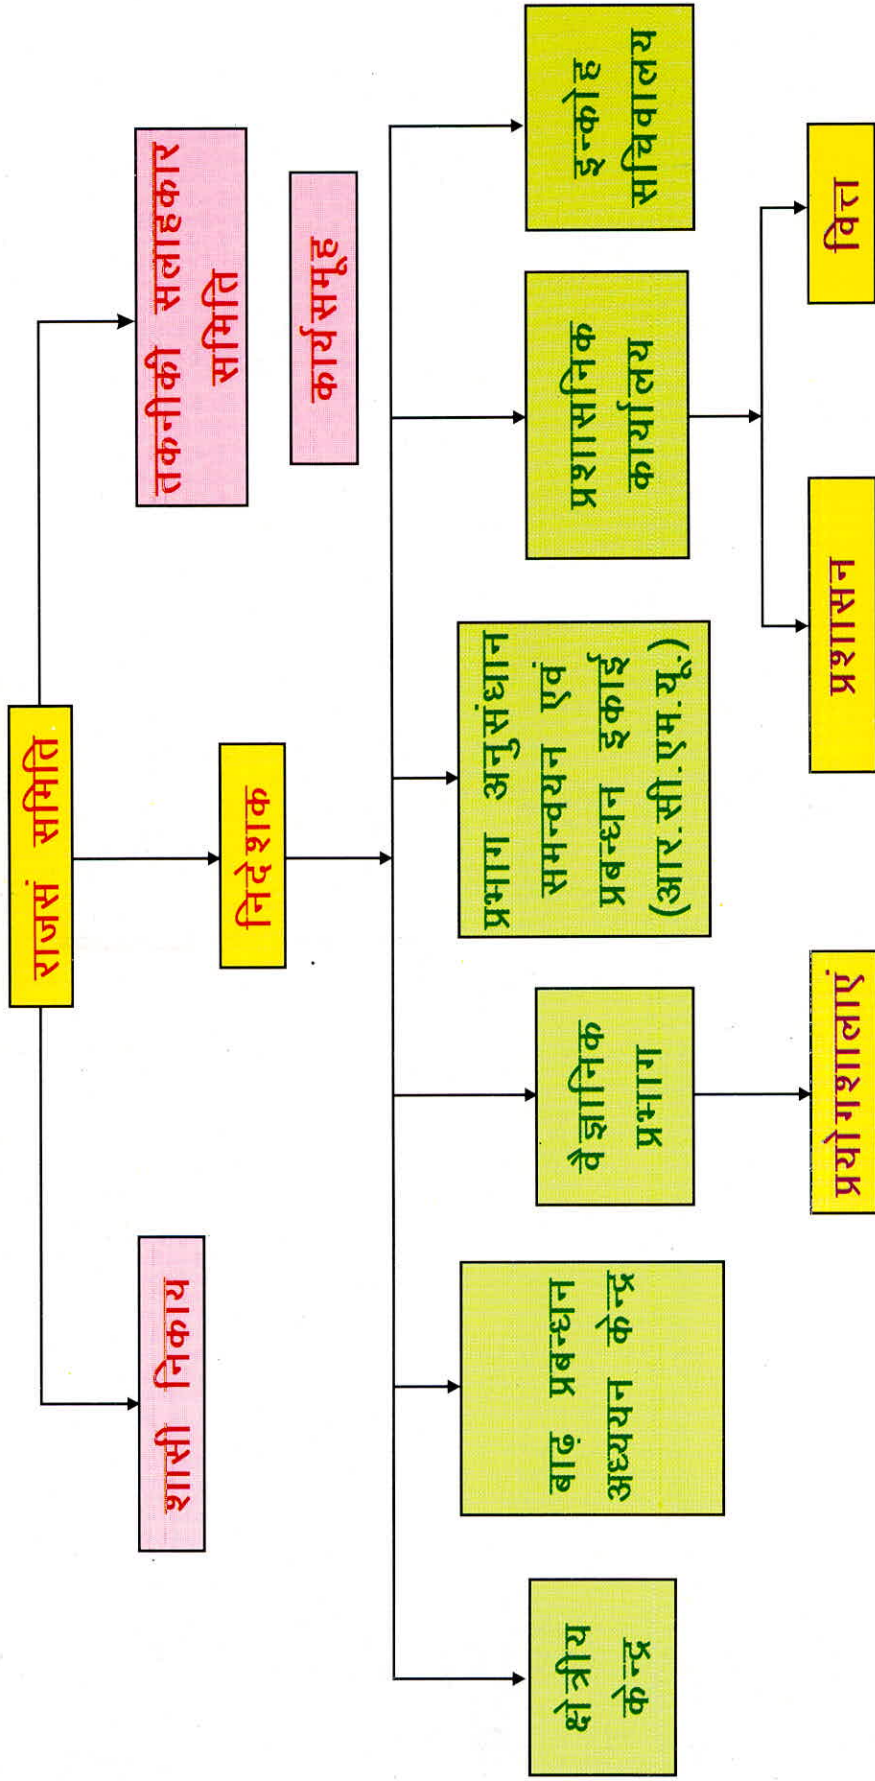 राजसं समिति
शासी निकाय
तकनीकी सलाहकार
समिति
निदेशक
कार्यसमूह
क्षेत्रीय
केन्द्र
बाढ़ प्रबन्धन
अध्ययन केन्द्र
वैज्ञानिक
प्रभाग
प्रभाग अनुसंधान
समन्वयन एवं
प्रबन्धन इकाई
(आर.सी.एम.यू.)
प्रशासनिक
कार्यालय
इन्कोह
सचिवालय
प्रयोगशालाएं
प्रशासन
वित्त